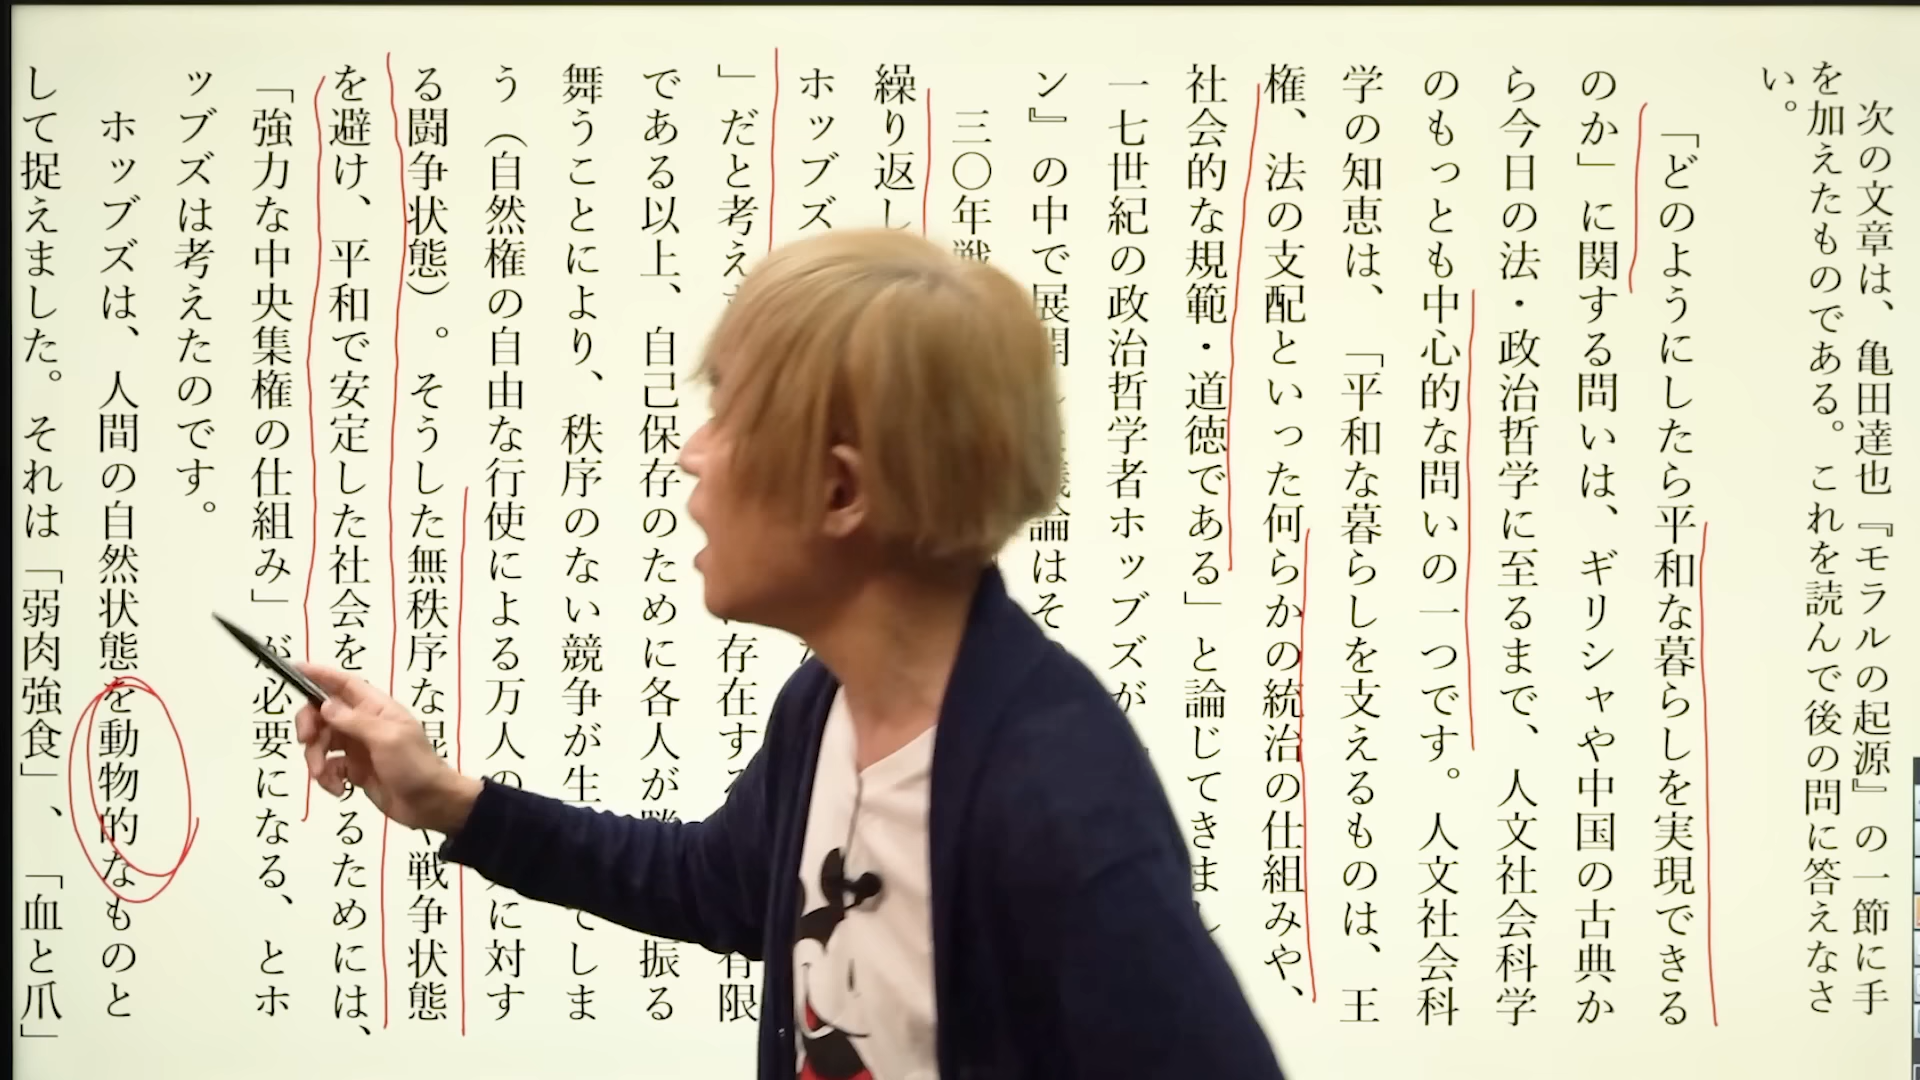 次の文章は、亀田達也『モラルの起源』の一節に手
を加えたものである。これを読んで後の問に答えなさ
い。
「どのようにしたら平和な暮らしを実現できる
のか」に関する問いは、ギリシャや中国の古典か
ら今日の法・政治哲学に至るまで、人文社会科学
のもっとも中心的な問いの一つです。人文社会科
学の知恵は、「平和な暮らしを支えるものは、王
権、法の支配といった何らかの統治の仕組みや、
社会的な規範・道徳である」と論じてきまし
一七世紀の政治哲学者ホッブズが
ン』の中で展開 議論はそ
三〇年戦
繰り返し
ホッブズ
」だと考え 存在する 有限
である以上、自己保存のために各人が勝 振る
舞うことにより、秩序のない競争が生 てしま
う（自然権の自由な行使による万人の に対す
る闘争状態）。そうした無秩序な混 や戦争状態
を避け、平和で安定した社会を するためには、
「強力な中央集権の仕組み」が必要になる、とホ
ッブズは考えたのです。
ホッブズは、人間の自然状態を動物的なものと
して捉えました。それは「弱肉強食」、「血と爪」